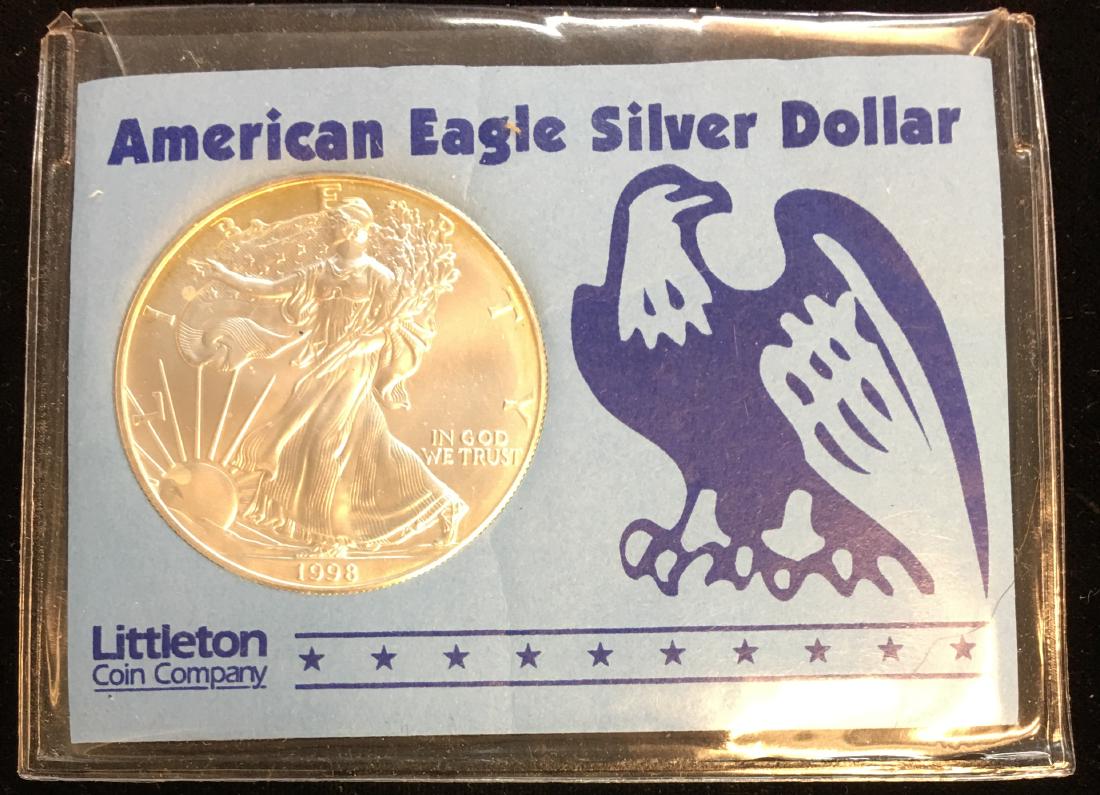 American Eagle Silver Dollar
LIBERTY
IN GOD
WE TRUST
1998
Littleton
Coin Company